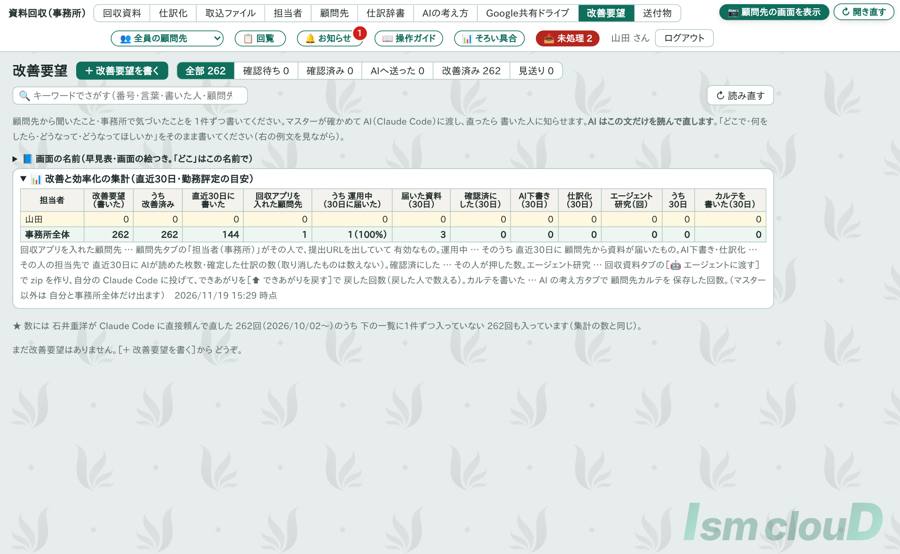 資料回収(事務所) 回収資料 仕訳化 取込ファイル 担当者 顧問先 仕訳辞書 AIの考え方 Google共有ドライブ 改善要望 送付物 📷 顧問先の画面を表示 ↻ 開き直す
👥 全員の顧問先 📋 回覧 🔔 お知らせ 1 📖 操作ガイド 📊 そろい具合 📥 未処理 2 山田 さん ログアウト
改善要望 ＋ 改善要望を書く 全部 262 確認待ち 0 確認済み 0 AIへ送った 0 改善済み 262 見送り 0
🔍 キーワードでさがす(番号・言葉・書いた人・顧問先 ↻ 読み直す
顧問先から聞いたこと・事務所で気づいたことを 1件ずつ書いてください。マスターが確かめて AI(Claude Code)に渡し、直ったら 書いた人に知らせます。AI はこの文だけを読んで直します。「どこで・何をしたら・どうなって・どうなってほしいか」をそのまま書いてください(右の例文を見ながら)。
▶ 📘 画面の名前(早見表・画面の絵つき。「どこ」はこの名前で)
▼ 📊 改善と効率化の集計(直近30日・勤務評定の目安)
担当者 改善要望(書いた) うち改善済み 直近30日に書いた 回収アプリを入れた顧問先 うち 運用中(30日に届いた) 届いた資料(30日) 確認済にした(30日) AI下書き(30日) 仕訳化(30日) エージェント研究(回) うち30日 カルテを書いた(30日)
山田 0 0 0 0 0 0 0 0 0 0 0 0
事務所全体 262 262 144 1 1(100%) 3 0 0 0 0 0 0
回収アプリを入れた顧問先 … 顧問先タブの「担当者(事務所)」がその人で、提出URLを出していて 有効なもの。運用中 … そのうち 直近30日に 顧問先から資料が届いたもの。AI下書き・仕訳化 …
その人の担当先で 直近30日に AIが読めた枚数・確定した仕訳の数(取り消したものは数えない)。確認済にした … その人が押した数。エージェント研究 … 回収資料タブの[🤖 エージェントに渡す]
で zip を作り、自分の Claude Code に投げて、できあがりを[⬆ できあがりを戻す]で 戻した回数(戻した人で数える)。カルテを書いた … AI の考え方タブで 顧問先カルテを 保存した回数。(マスター
以外は 自分と事務所全体だけ出ます) 2026/11/19 15:29 時点
★ 数には 石井重洋が Claude Code に直接頼んで直した 262回(2026/10/02〜)のうち 下の一覧に1件ずつ入っていない 262回も入っています(集計の数と同じ)。
まだ改善要望はありません。[＋ 改善要望を書く]から どうぞ。
Ism clouD